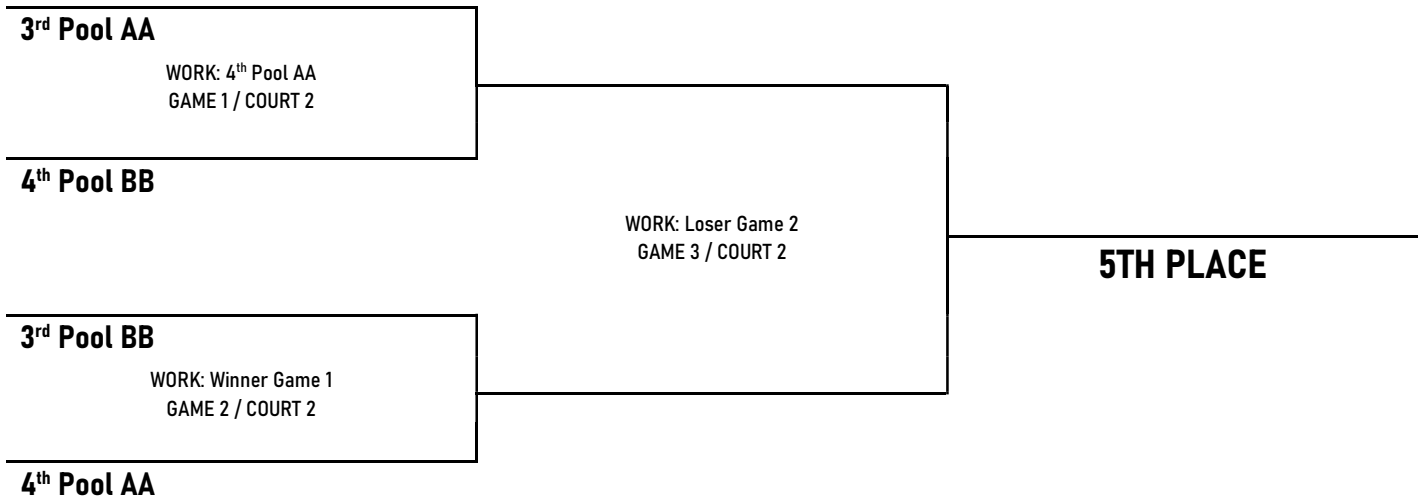 3rd Pool AA
WORK: 4th Pool AA
GAME 1 / COURT 2
4th Pool BB
WORK: Loser Game 2
GAME 3 / COURT 2
5TH PLACE
3rd Pool BB
WORK: Winner Game 1
GAME 2 / COURT 2
4th Pool AA